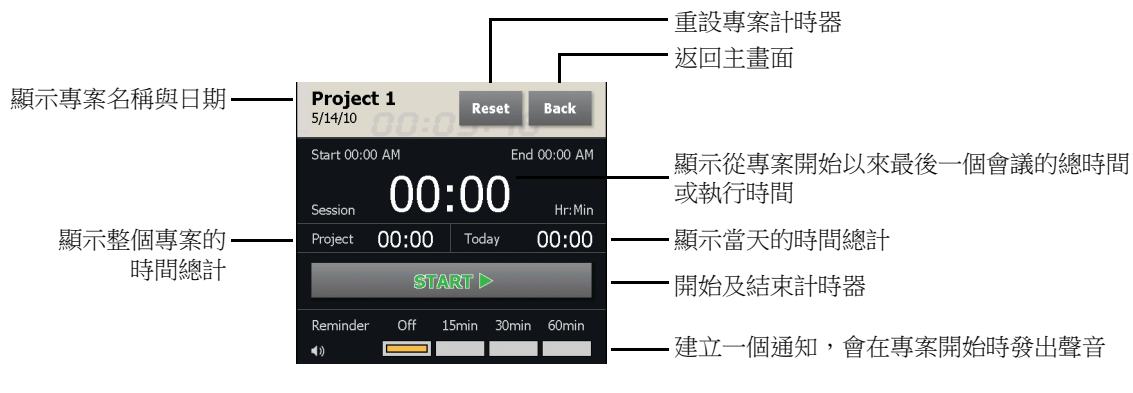 重設專案計時器
返回主畫面
顯示專案名稱與日期
Project 1
5/14/10
Reset
Back
Start 00:00 AM
End 00:00 AM
顯示從專案開始以來最後一個會議的總時間
或執行時間
Session
00:00
Hr:Min
顯示整個專案的
時間總計
Project 00:00
Today 00:00
顯示當天的時間總計
START
開始及結束計時器
Reminder Off 15min 30min 60min
建立一個通知，會在專案開始時發出聲音